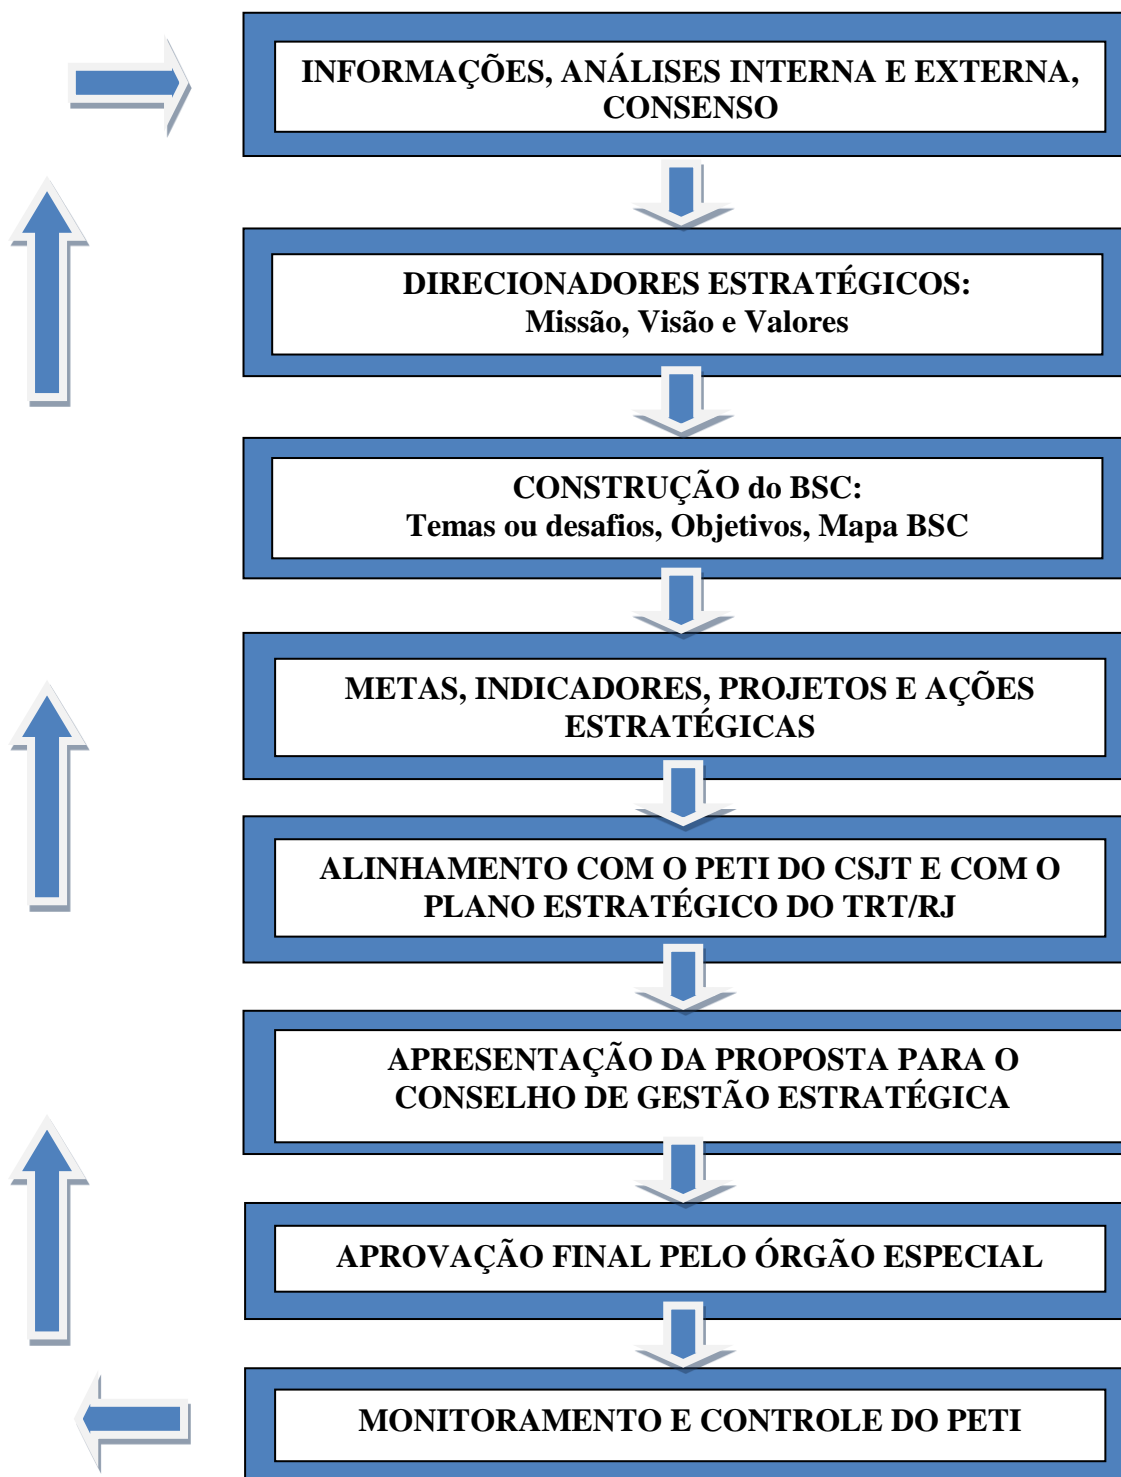 INFORMAÇÕES, ANÁLISES INTERNA E EXTERNA,
CONSENSO
DIRECIONADORES ESTRATÉGICOS:
Missão, Visão e Valores
CONSTRUÇÃO do BSC:
Temas ou desafios, Objetivos, Mapa BSC
METAS, INDICADORES, PROJETOS E AÇÕES
ESTRATÉGICAS
ALINHAMENTO COM O PETI DO CSJT E COM O
PLANO ESTRATÉGICO DO TRT/RJ
APRESENTAÇÃO DA PROPOSTA PARA O
CONSELHO DE GESTÃO ESTRATÉGICA
APROVAÇÃO FINAL PELO ÓRGÃO ESPECIAL
MONITORAMENTO E CONTROLE DO PETI